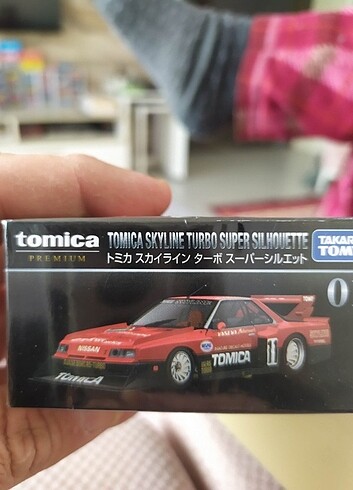 tomica
PREMIUM
TOMICA SKYLINE TURBO SUPER SILHOUETTE
トミカ スカイライン ターボ スーパーシルエット
TAKARA
TOMY
0
NISSAN
TOMICA
TOMICA
11